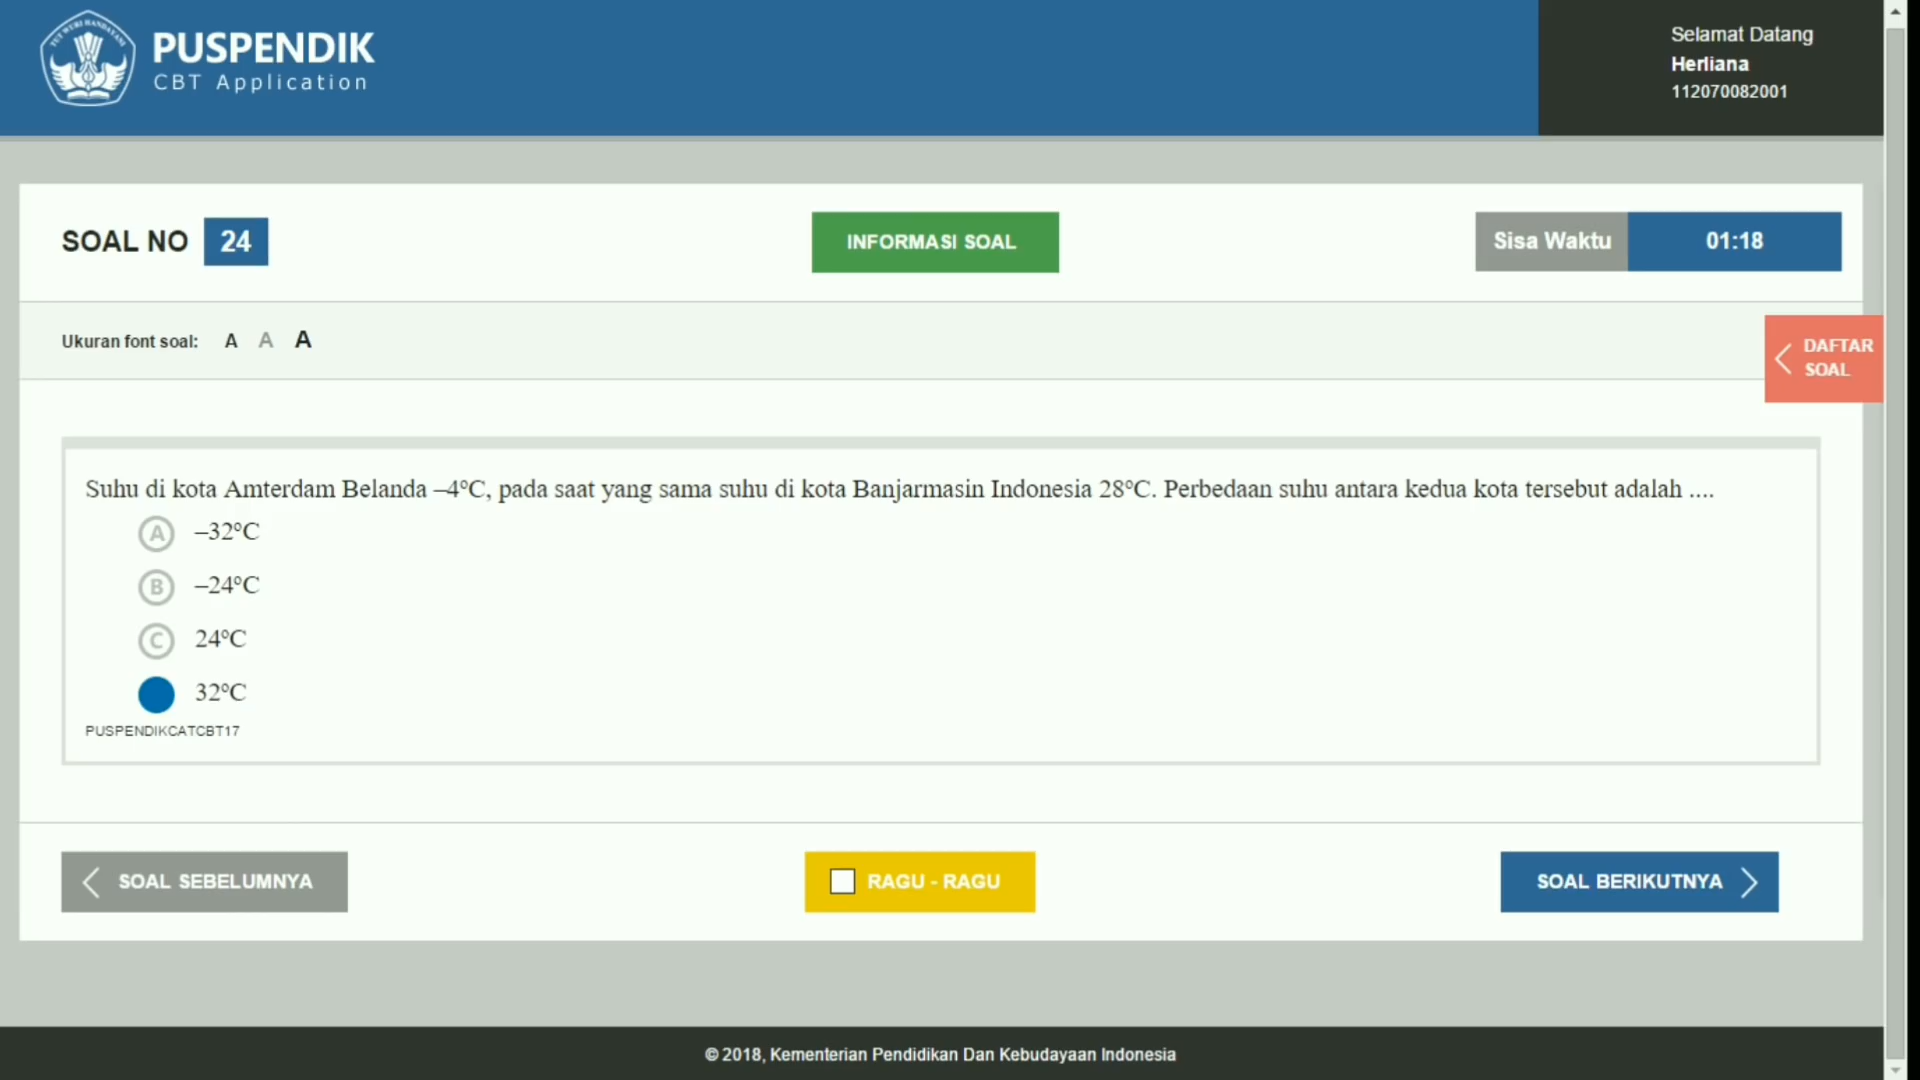 TUT WURI HANDAYANI
PUSPENDIK
CBT Application
Selamat Datang
Herliana
112070082001
SOAL NO 24
INFORMASI SOAL
Sisa Waktu 01:18
Ukuran font soal: A A A
DAFTAR
SOAL
Suhu di kota Amterdam Belanda –4°C, pada saat yang sama suhu di kota Banjarmasin Indonesia 28°C. Perbedaan suhu antara kedua kota tersebut adalah ....
A –32°C
B –24°C
C 24°C
32°C
PUSPENDIKCATCBT17
SOAL SEBELUMNYA
RAGU - RAGU
SOAL BERIKUTNYA
© 2018, Kementerian Pendidikan Dan Kebudayaan Indonesia